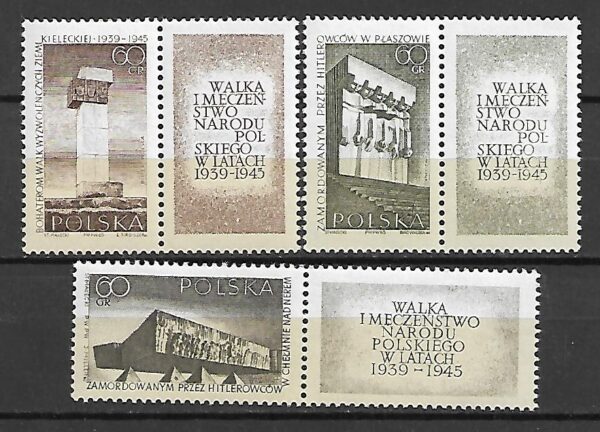 BOHATEROM WALK WYZWOLEŃCZYCH ZIEMI
KIELECKIEJ · 1939-1945
60
GR
POLSKA
WALKA
I MĘCZEŃ-
STWO
NARODU
POL-
SKIEGO
W LATACH
1939-1945
ZAMORDOWANYM PRZEZ HITLEROWCÓW W PŁASZOWIE
60
GR
POLSKA
WALKA
I MĘCZEŃ-
STWO
NARODU
POL-
SKIEGO
W LATACH
1939-1945
60
GR
POLSKA
ZAMORDOWANYM PRZEZ HITLEROWCÓW
W CHEŁMNIE NAD NEREM
WALKA
I MĘCZEŃSTWO
NARODU
POLSKIEGO
W LATACH
1939-1945